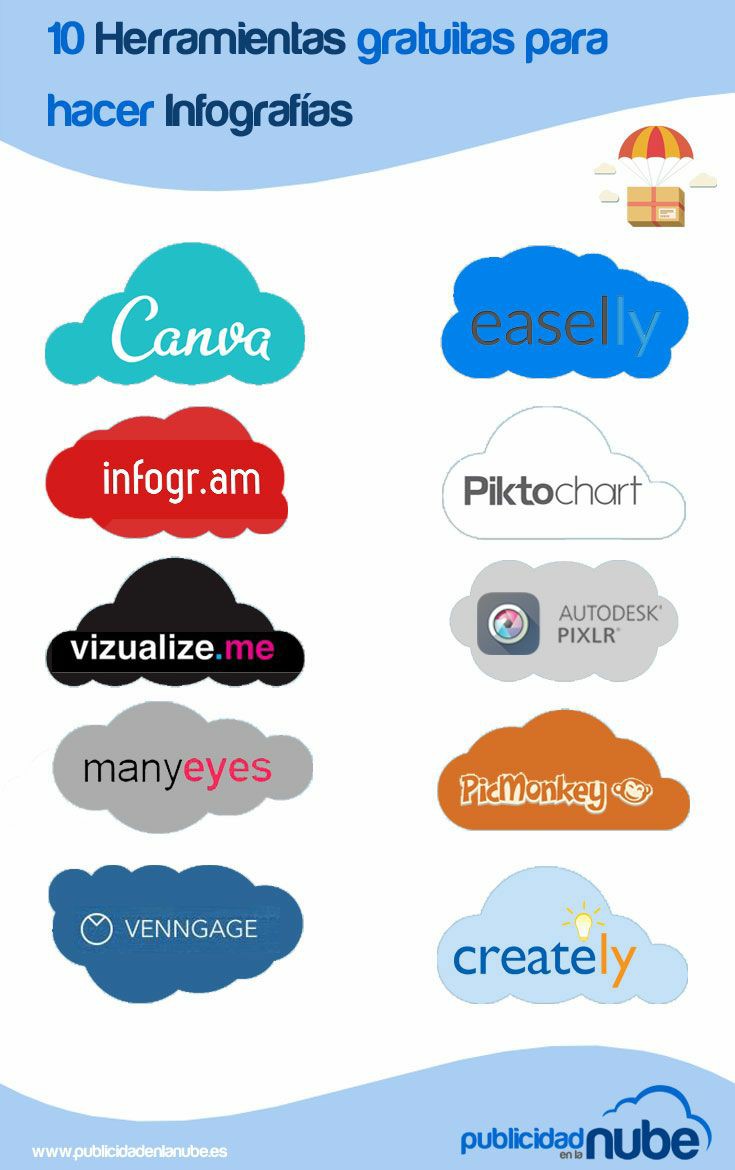 10 Herramientas gratuitas para
hacer Infografías
Canva
easelly
infogr.am
Piktochart
vizualize.me
AUTODESK®
PIXLR®
manyeyes
PicMonkey
VENNGAGE
creately
www.publicidadenlanube.es
publicidad
en la
nube